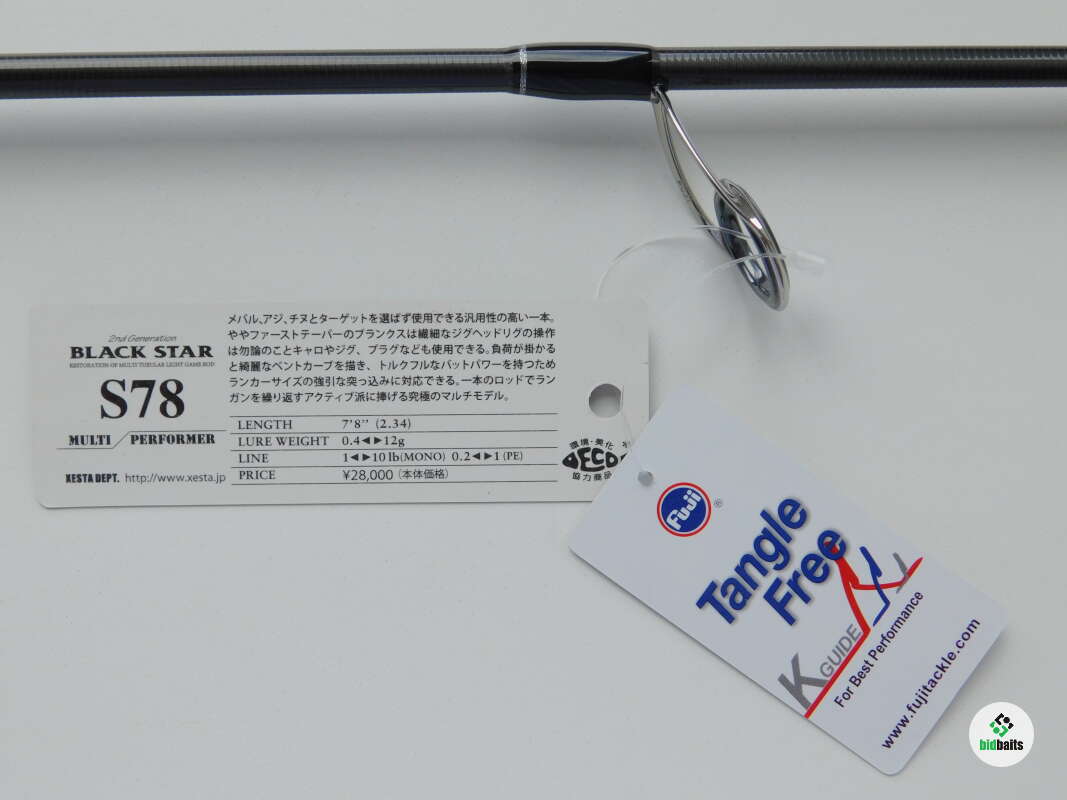 2nd Generation
BLACK STAR
RESTORATION OF MULTI TUBULAR LIGHT GAME ROD
S78
MULTI PERFORMER
XESTA DEPT. http://www.xesta.jp
メバル、アジ、チヌとターゲットを選ばず使用できる汎用性の高い一本。
ややファーストテーパーのブランクスは繊細なジグヘッドリグの操作
は勿論のことキャロやジグ、プラグなども使用できる。負荷が掛かる
と綺麗なベントカーブを描き、トルクフルなバットパワーを持つため
ランカーサイズの強引な突っ込みに対応できる。一本のロッドでラン
ガンを繰り返すアクティブ派に捧げる究極のマルチモデル。
LENGTH 7'8'' (2.34)
LURE WEIGHT 0.4◄►12g
LINE 1◄►10 lb(MONO) 0.2◄►1 (PE)
PRICE ¥28,000 (本体価格)
環境・美化
DECO
協力商品
Fuji ®
Tangle
Free
K GUIDE
For Best Performance
www.fujitackle.com
bidbaits